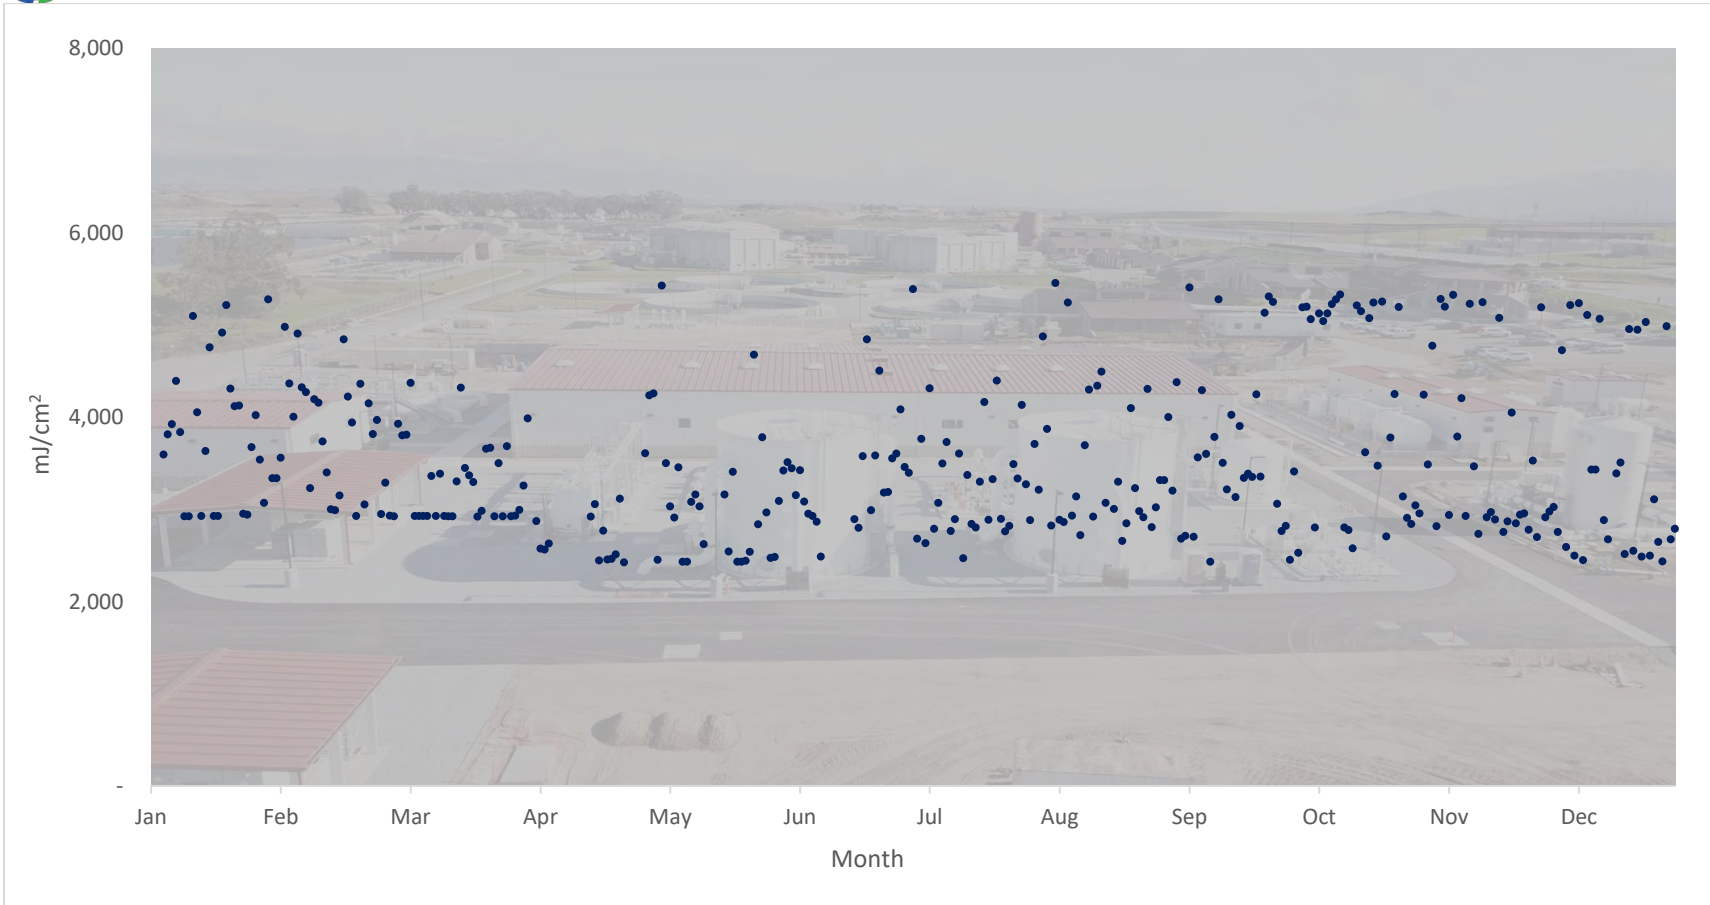 8,000
6,000
4,000
2,000
-
mJ/cm²
Jan Feb Mar Apr May Jun Jul Aug Sep Oct Nov Dec
Month